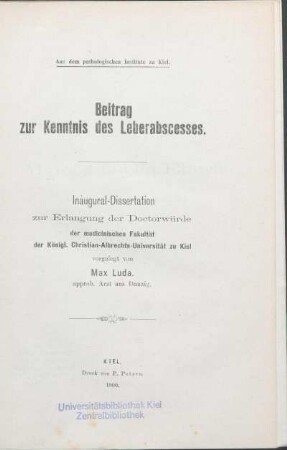 Aus dem pathologischen Institute zu Kiel.
Beitrag
zur Kenntnis des Leberabscesses.
Inaugural-Dissertation
zur Erlangung der Doctorwürde
der medicinischen Fakultät
der Königl. Christian-Albrechts-Universität zu Kiel
vorgelegt von
Max Luda,
approb. Arzt aus Danzig.
KIEL.
Druck von P. Peters.
1900.
Universitätsbibliothek Kiel
Zentralbibliothek